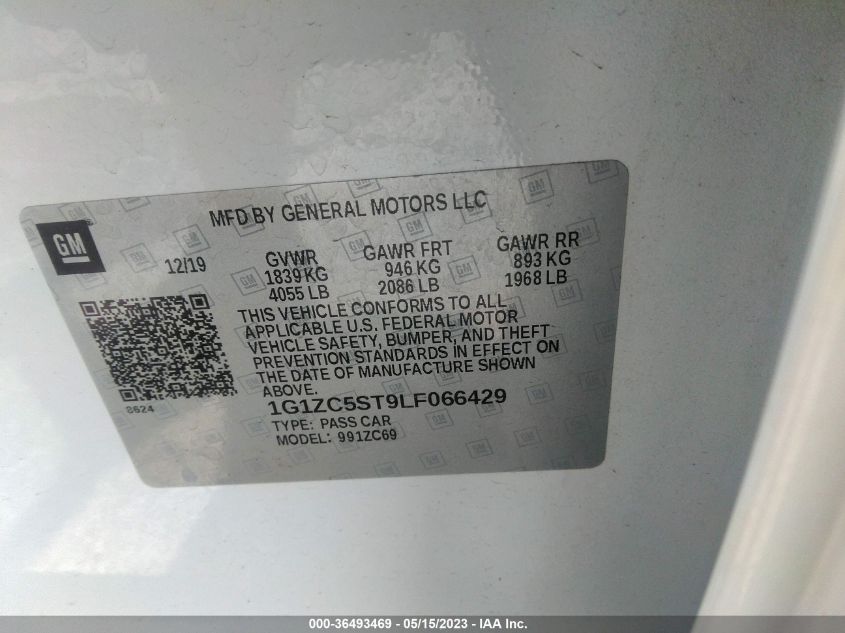 MFD BY GENERAL MOTORS LLC
GM
12/19
GVWR
1839 KG
4055 LB
GAWR FRT
946 KG
2086 LB
GAWR RR
893 KG
1968 LB
THIS VEHICLE CONFORMS TO ALL
APPLICABLE U.S. FEDERAL MOTOR
VEHICLE SAFETY, BUMPER, AND THEFT
PREVENTION STANDARDS IN EFFECT ON
THE DATE OF MANUFACTURE SHOWN
ABOVE.
8624
1G1ZC5ST9LF066429
TYPE: PASS CAR
MODEL: 991ZC69
000-36493469 - 05/15/2023 - IAA Inc.